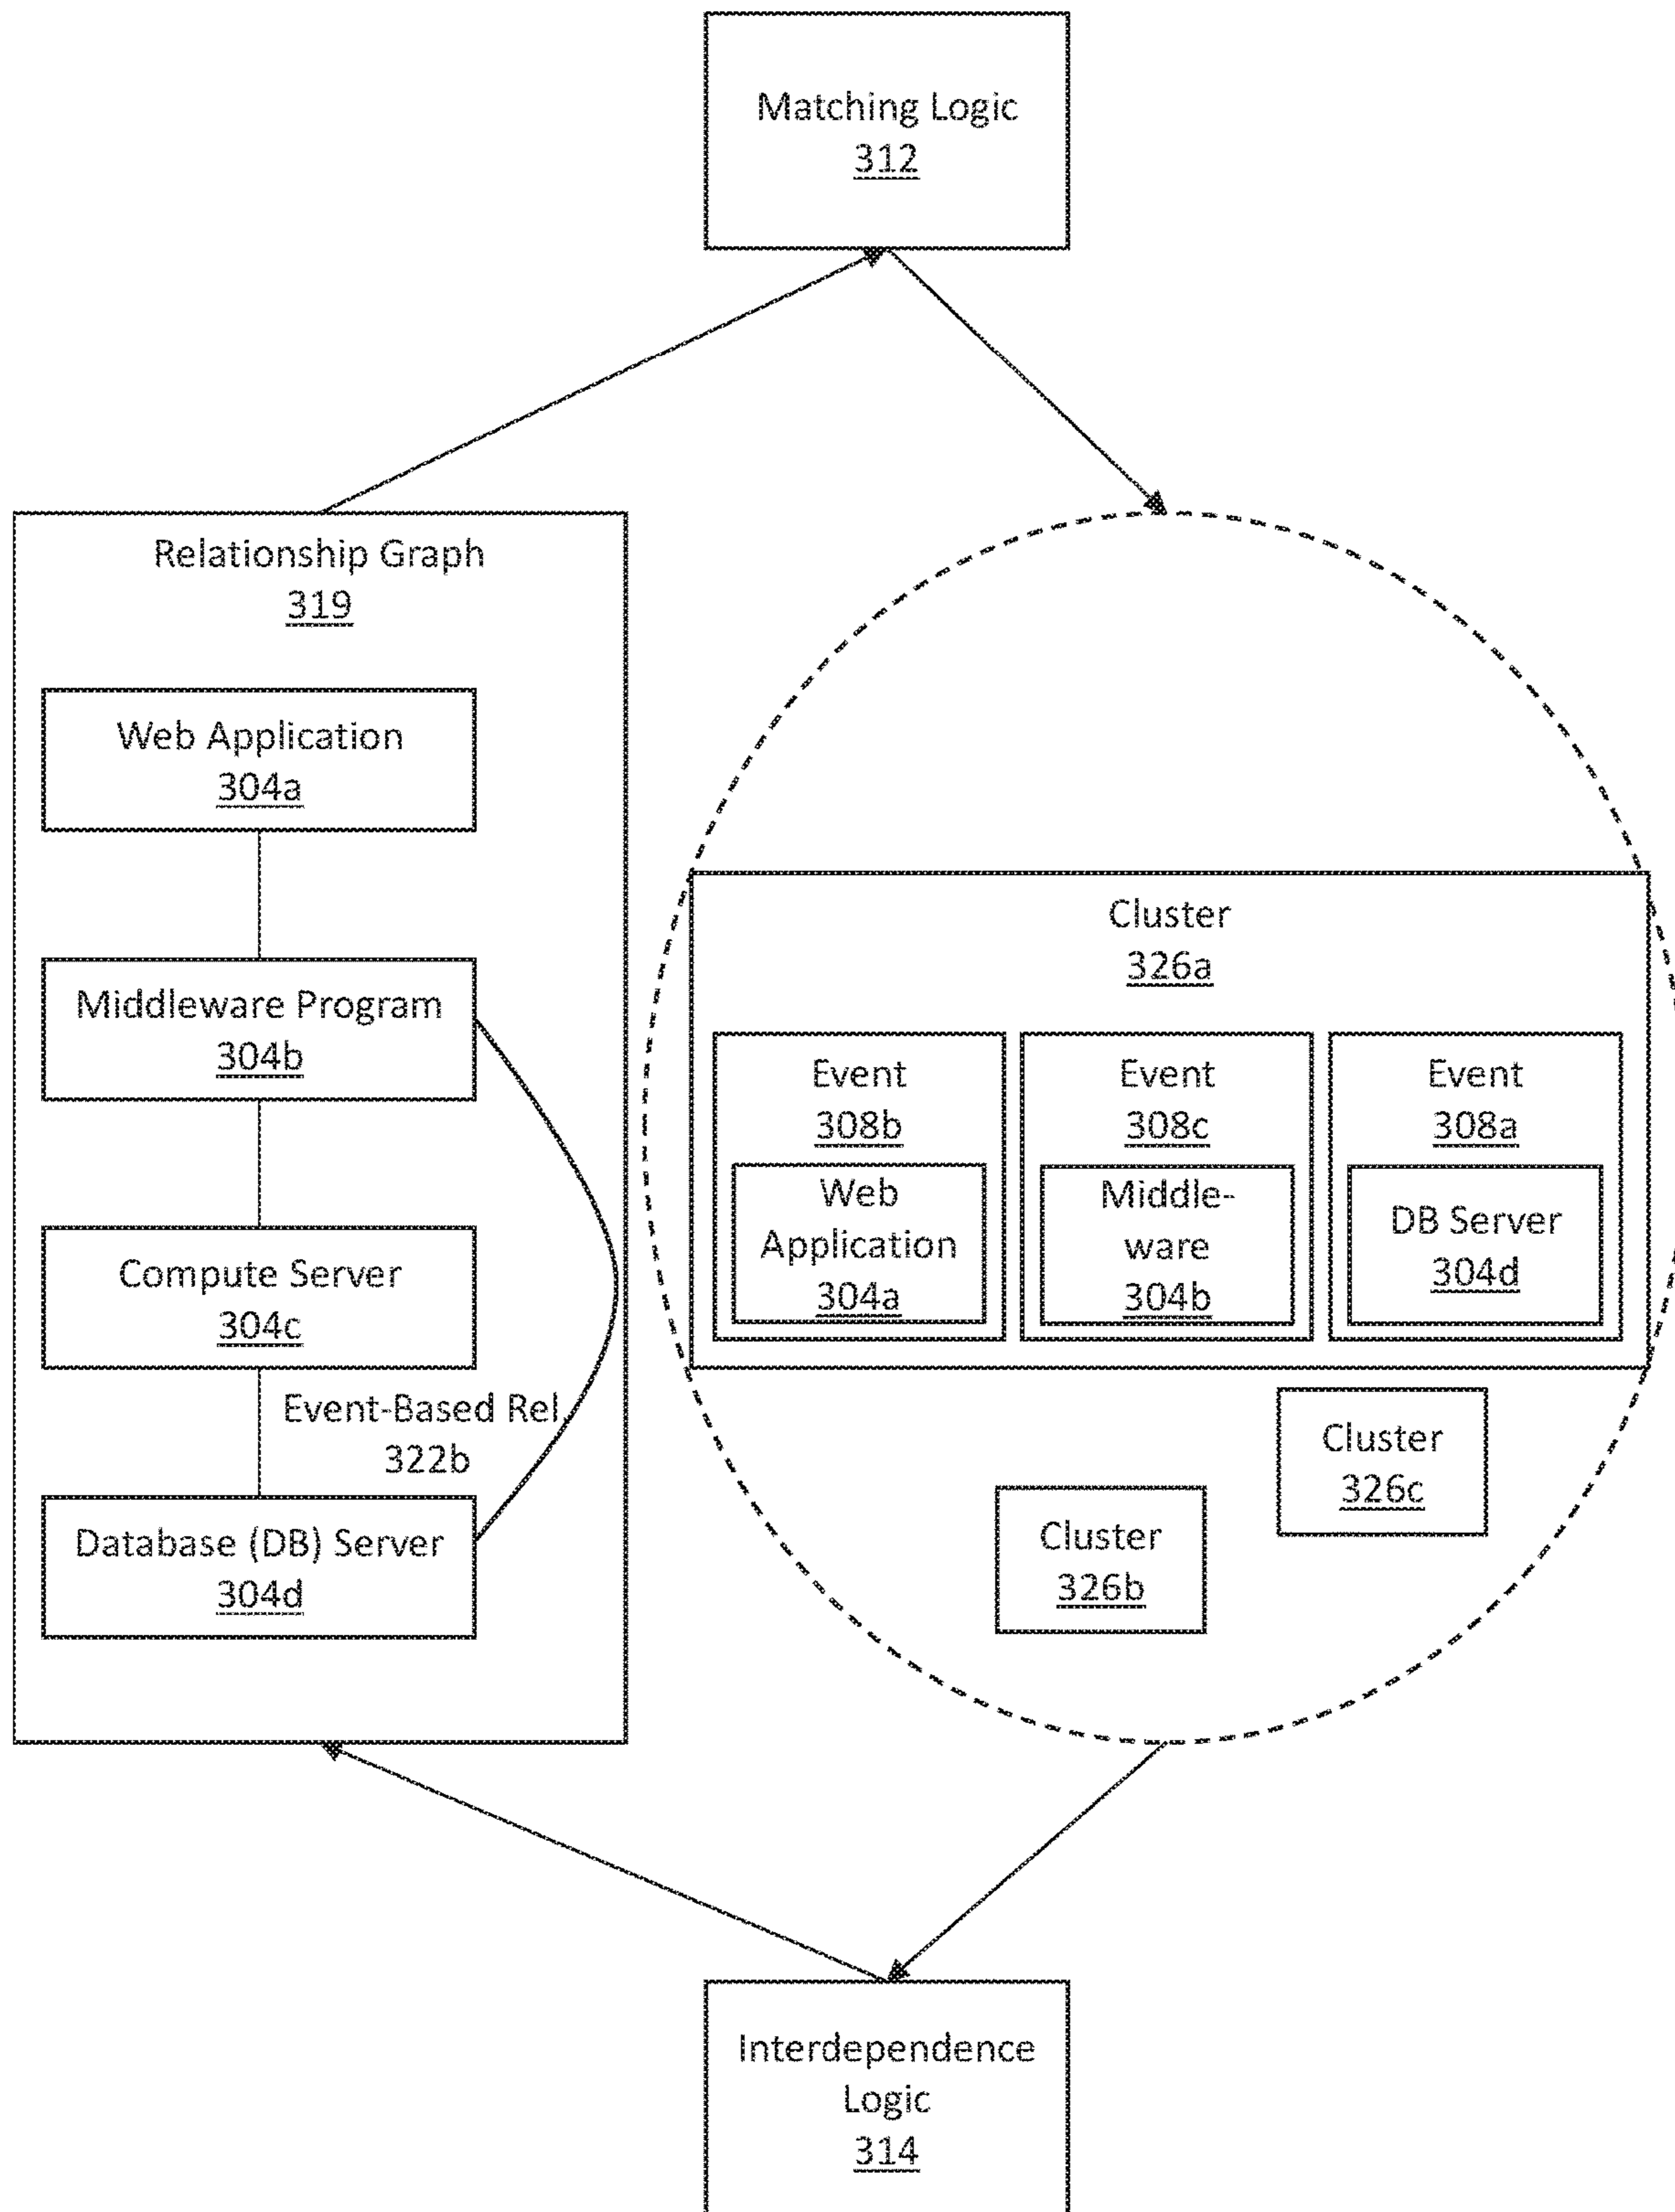 Matching Logic
312
Relationship Graph
319
Web Application
304a
Middleware Program
304b
Compute Server
304c
Event-Based Rel.
322b
Database (DB) Server
304d
Cluster
326a
Event
308b
Web
Application
304a
Event
308c
Middle-
ware
304b
Event
308a
DB Server
304d
Cluster
326c
Cluster
326b
Interdependence
Logic
314